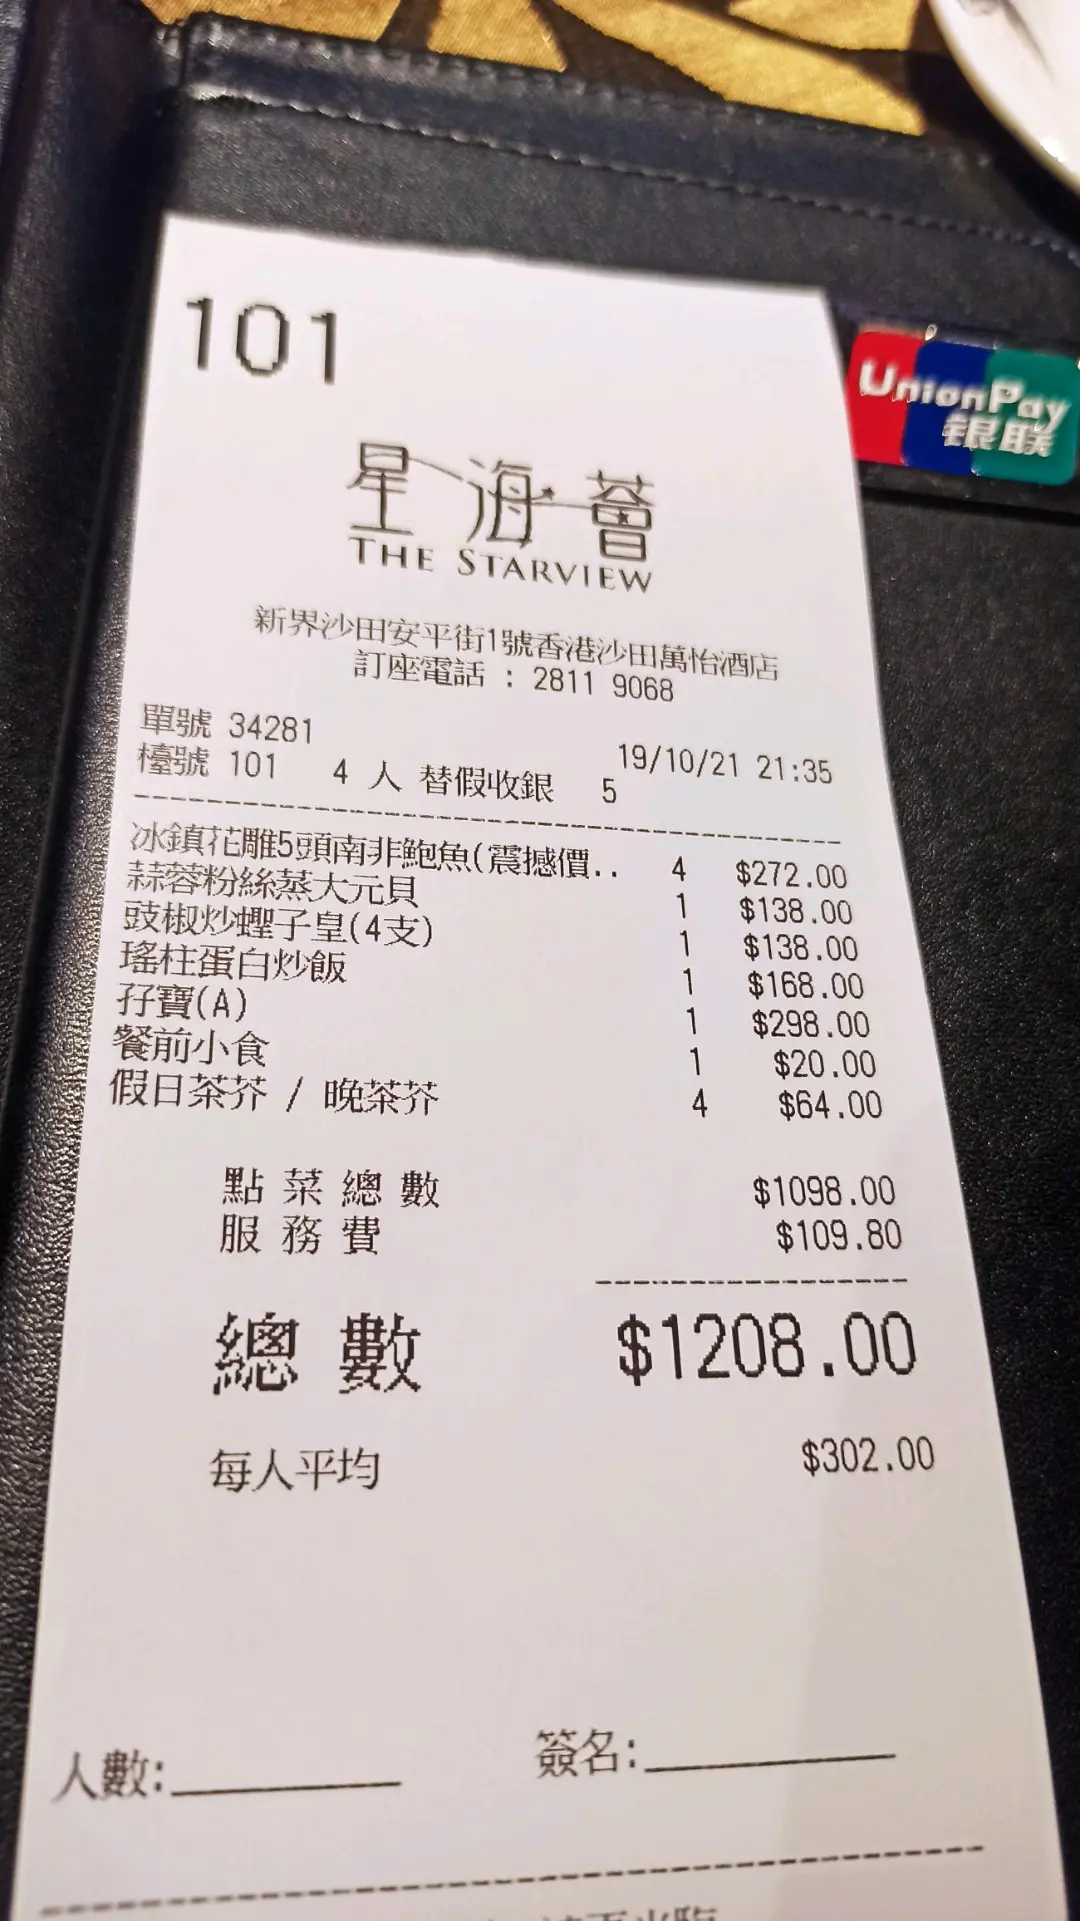 101
UnionPay
银联
星海薈
THE STARVIEW
新界沙田安平街1號香港沙田萬怡酒店
訂座電話 : 2811 9068
單號 34281 19/10/21 21:35
檯號 101 4 人 替假收銀 5
冰鎮花雕5頭南非鮑魚(震撼價.. 4 $272.00
蒜蓉粉絲蒸大元貝 1 $138.00
豉椒炒蟶子皇(4支) 1 $138.00
瑤柱蛋白炒飯 1 $168.00
孖寶(A) 1 $298.00
餐前小食 1 $20.00
假日茶芥 / 晚茶芥 4 $64.00
點菜總數 $1098.00
服務費 $109.80
總數 $1208.00
每人平均 $302.00
人數: 簽名: